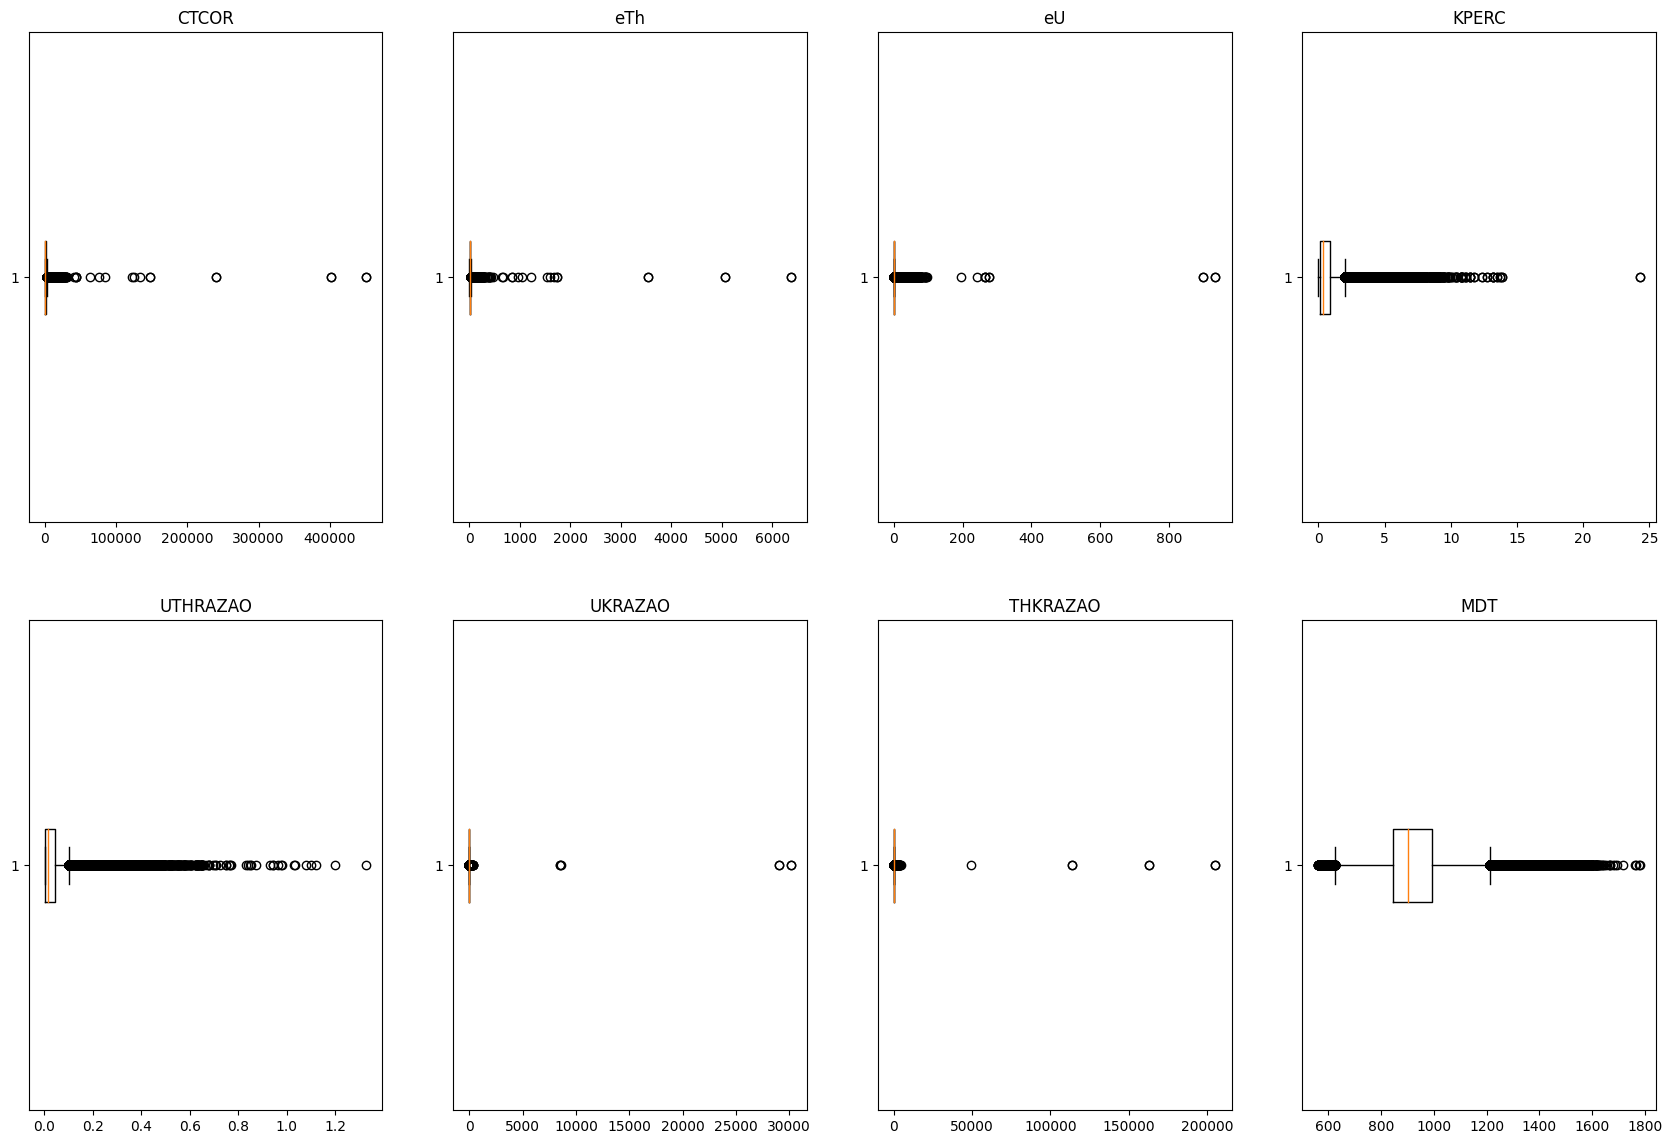 CTCOR eTh eU KPERC
1 1 1 1
0 100000 200000 300000 400000 0 1000 2000 3000 4000 5000 6000 0 200 400 600 800 0 5 10 15 20 25
UTHRAZAO UKRAZAO THKRAZAO MDT
1 1 1 1
0.0 0.2 0.4 0.6 0.8 1.0 1.2 0 5000 10000 15000 20000 25000 30000 0 50000 100000 150000 200000 600 800 1000 1200 1400 1600 1800